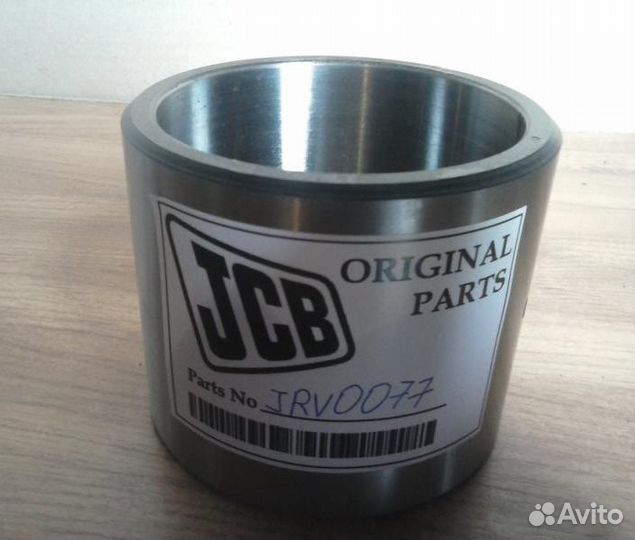 JCB
ORIGINAL
PARTS
Parts No JRV0077
Avito